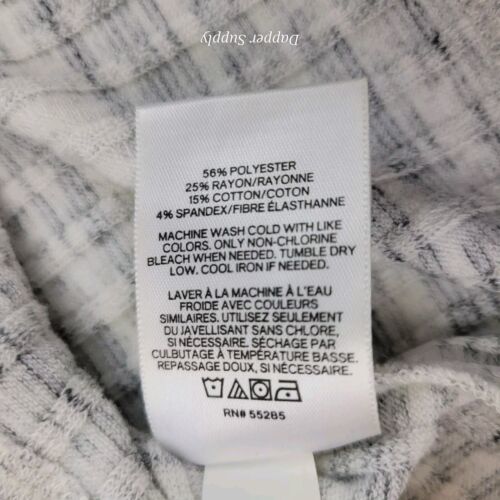 Dapper Supply
56% POLYESTER
25% RAYON/RAYONNE
15% COTTON/COTON
4% SPANDEX/FIBRE ÉLASTHANNE
MACHINE WASH COLD WITH LIKE
COLORS. ONLY NON-CHLORINE
BLEACH WHEN NEEDED. TUMBLE DRY
LOW. COOL IRON IF NEEDED.
LAVER À LA MACHINE À L'EAU
FROIDE AVEC COULEURS
SIMILAIRES. UTILISEZ SEULEMENT
DU JAVELLISANT SANS CHLORE,
SI NÉCESSAIRE. SÉCHAGE PAR
CULBUTAGE À TEMPÉRATURE BASSE.
REPASSAGE DOUX, SI NÉCESSAIRE.
RN# 55285